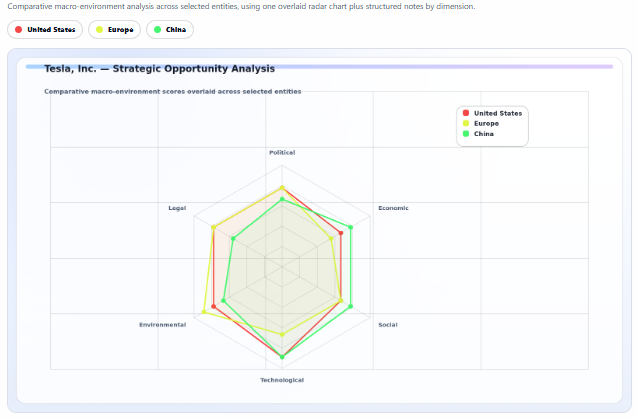 Comparative macro-environment analysis across selected entities, using one overlaid radar chart plus structured notes by dimension.
United States
Europe
China
Tesla, Inc. — Strategic Opportunity Analysis
Comparative macro-environment scores overlaid across selected entities
United States
Europe
China
Political
Legal
Economic
Environmental
Social
Technological